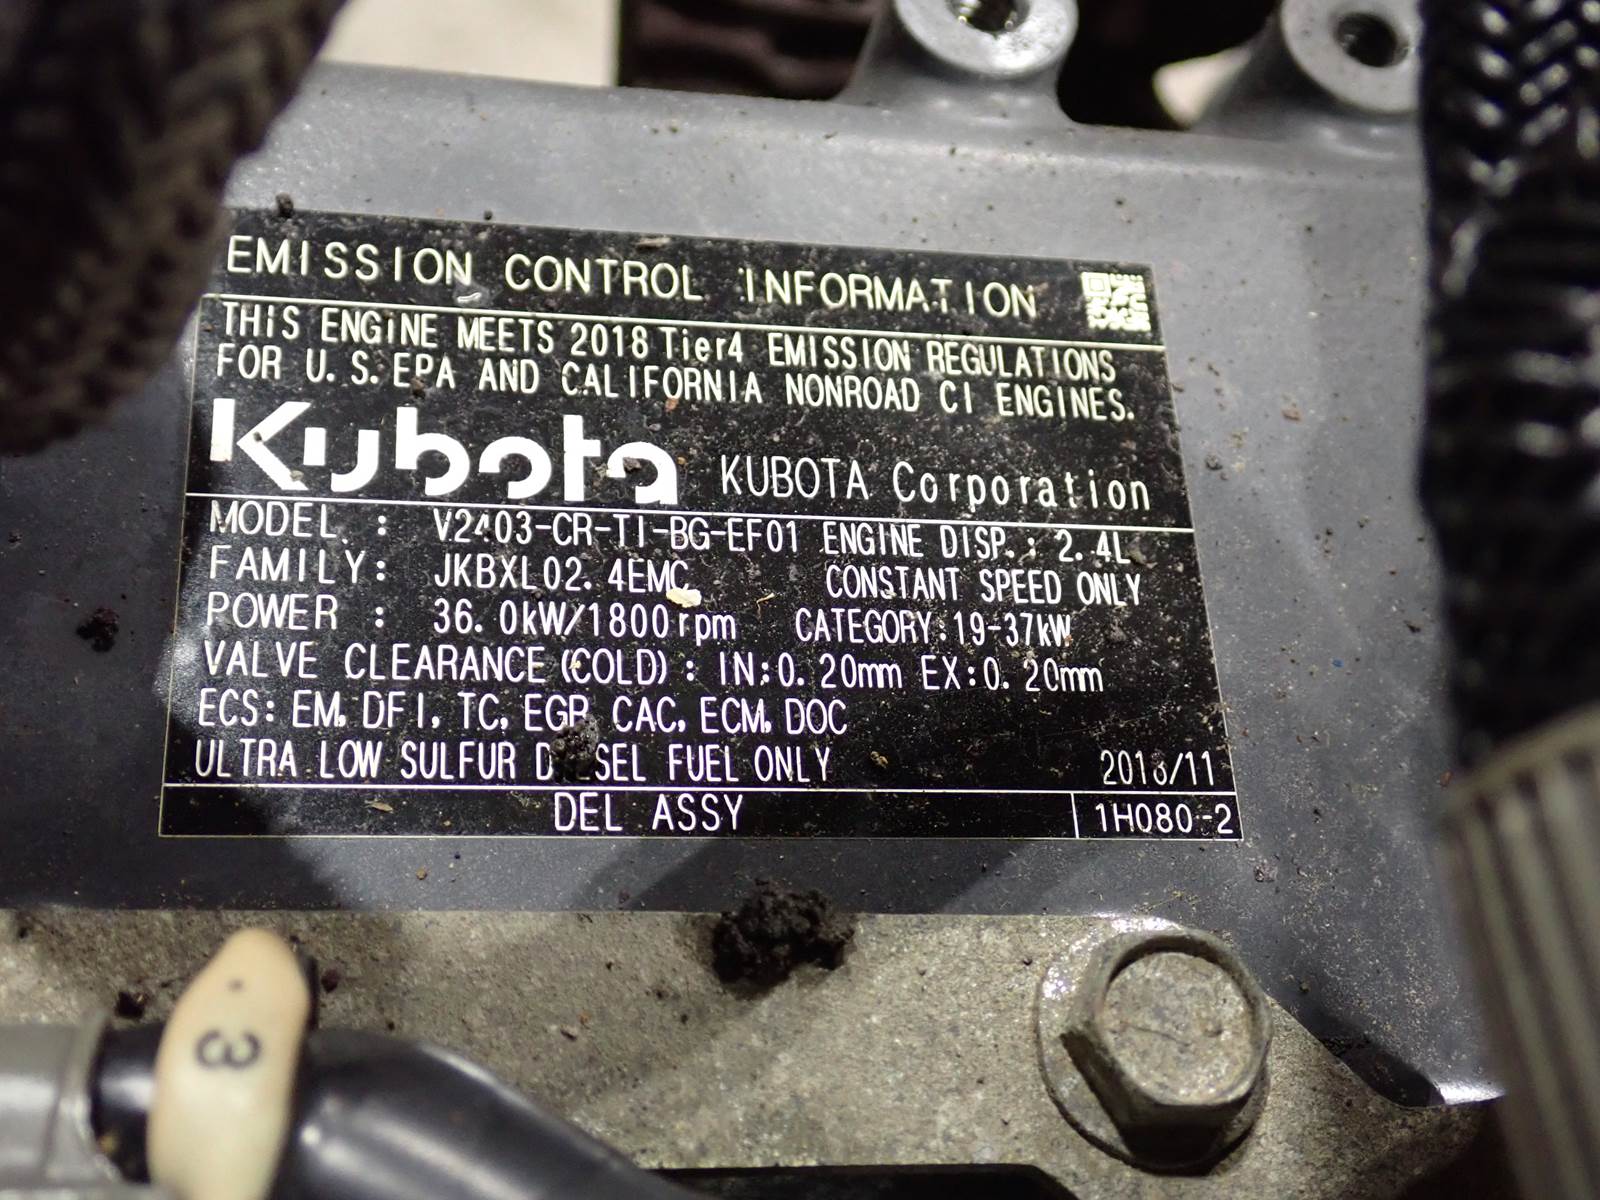 EMISSION CONTROL INFORMATION
THIS ENGINE MEETS 2018 Tier4 EMISSION REGULATIONS
FOR U.S.EPA AND CALIFORNIA NONROAD CI ENGINES.
Kubota KUBOTA Corporation
MODEL : V2403-CR-TI-BG-EF01 ENGINE DISP.: 2.4L
FAMILY: JKBXL02.4EMC CONSTANT SPEED ONLY
POWER : 36.0kW/1800rpm CATEGORY:19-37kW
VALVE CLEARANCE(COLD): IN:0.20mm EX:0.20mm
ECS: EM, DFI, TC, EGR, CAC, ECM, DOC
ULTRA LOW SULFUR DIESEL FUEL ONLY 2018/11
DEL ASSY 1H080-2
3